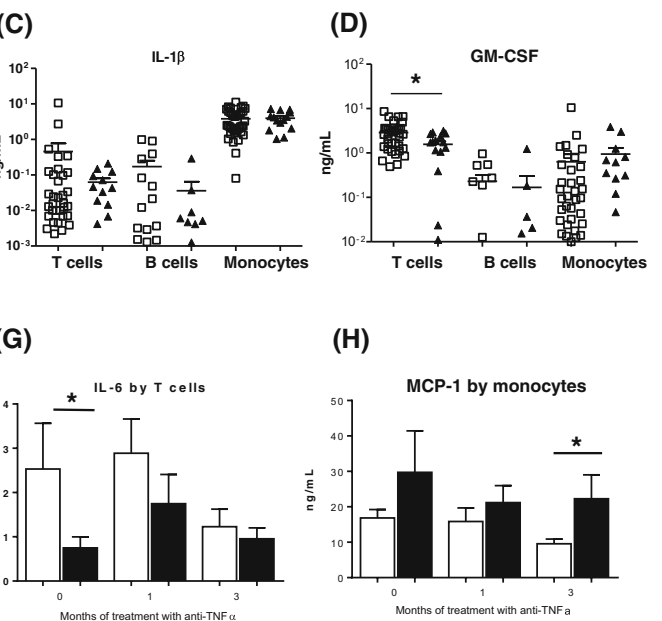 (C)
(D)
IL-1β
GM-CSF
10²
10¹
10⁰
10⁻¹
10⁻²
10⁻³
T cells B cells Monocytes
ng/mL
10²
10¹
10⁰
10⁻¹
10⁻²
*
T cells B cells Monocytes
(G)
(H)
IL-6 by T cells
4
3
2
1
0
*
0 1 3
Months of treatment with anti-TNFα
MCP-1 by monocytes
ng/mL
50
40
30
20
10
0
*
0 1 3
Months of treatment with anti-TNFa